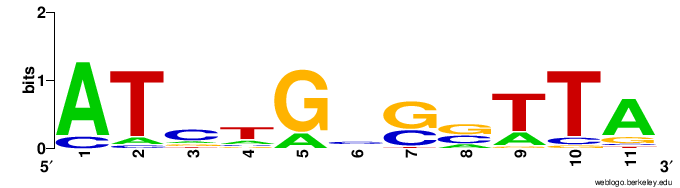 2
bits
1
0
A T C T G C G G T T A
C A G A A C C A C G
5′ 1 2 3 4 5 6 7 8 9 10 11 3′
weblogo.berkeley.edu